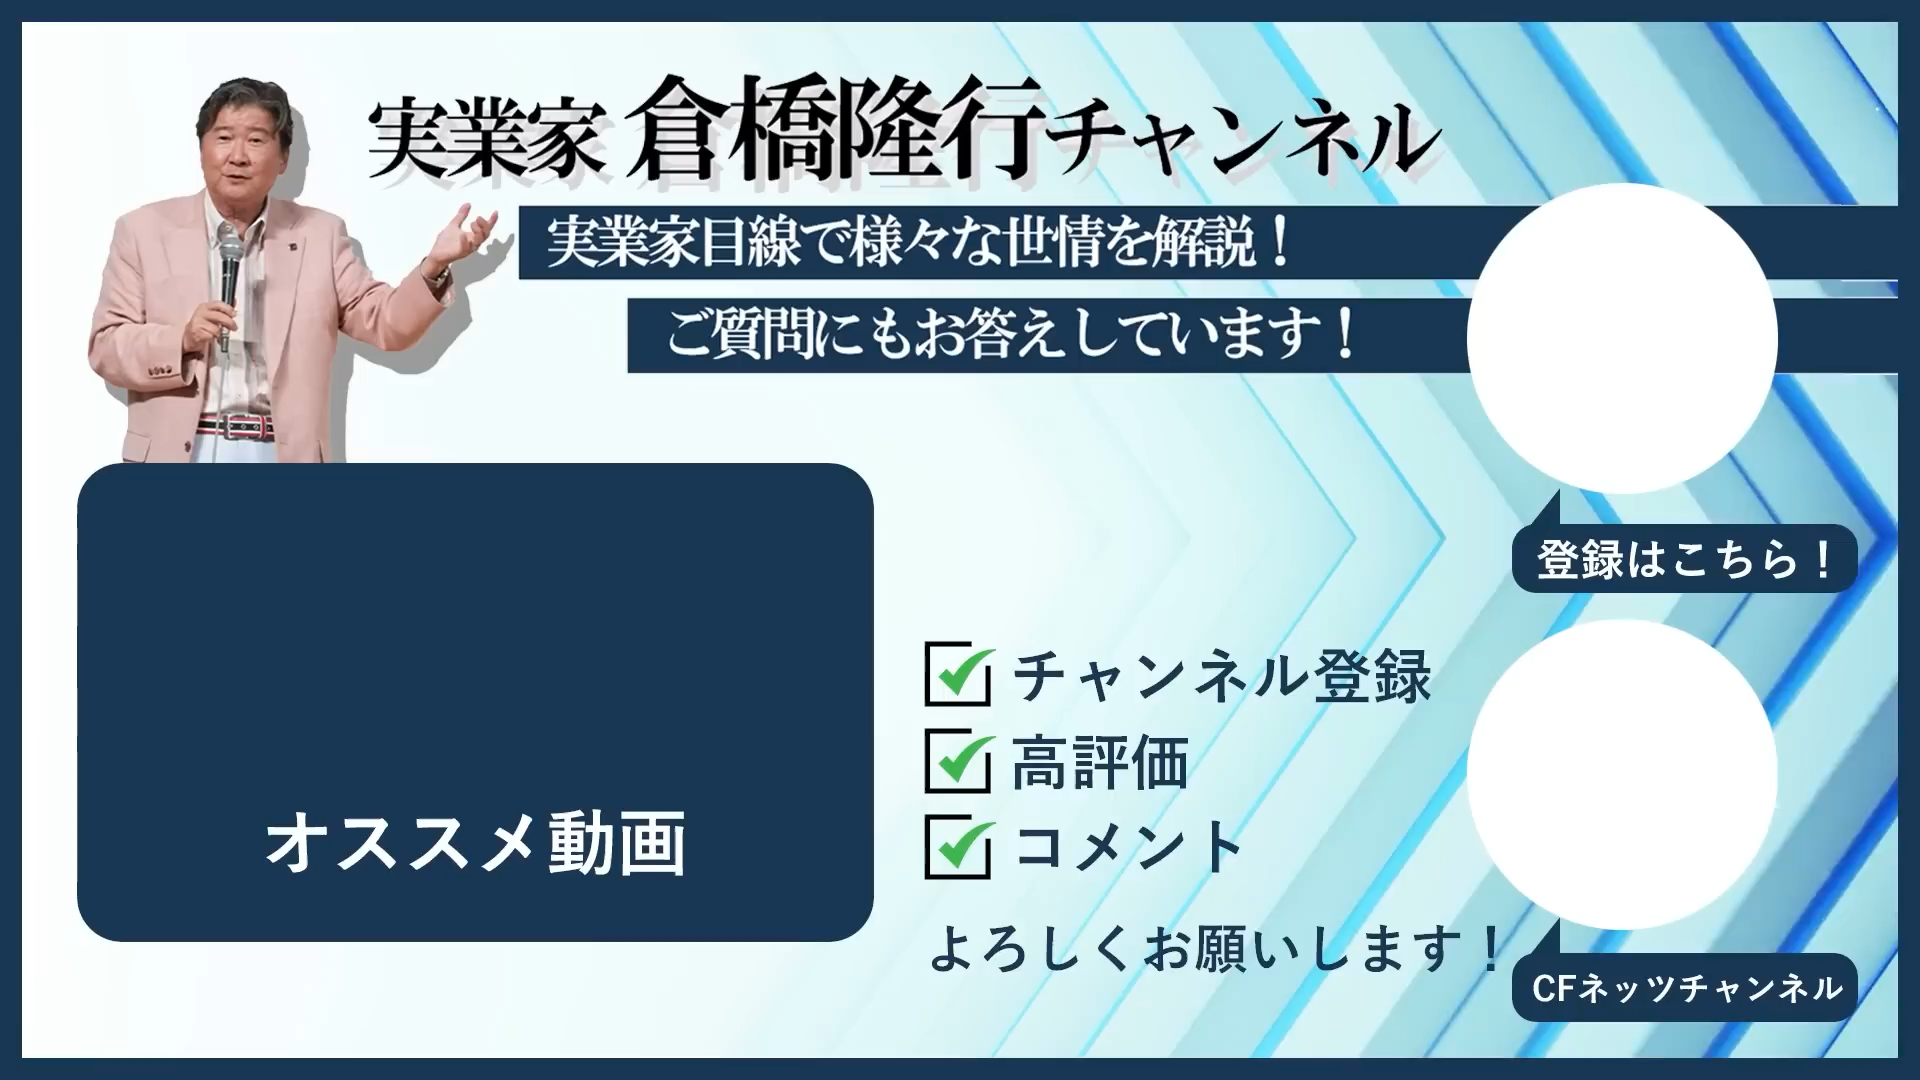 実業家 倉橋隆行チャンネル
実業家目線で様々な世情を解説！
ご質問にもお答えしています！
登録はこちら！
オススメ動画
チャンネル登録
高評価
コメント
よろしくお願いします！
CFネッツチャンネル